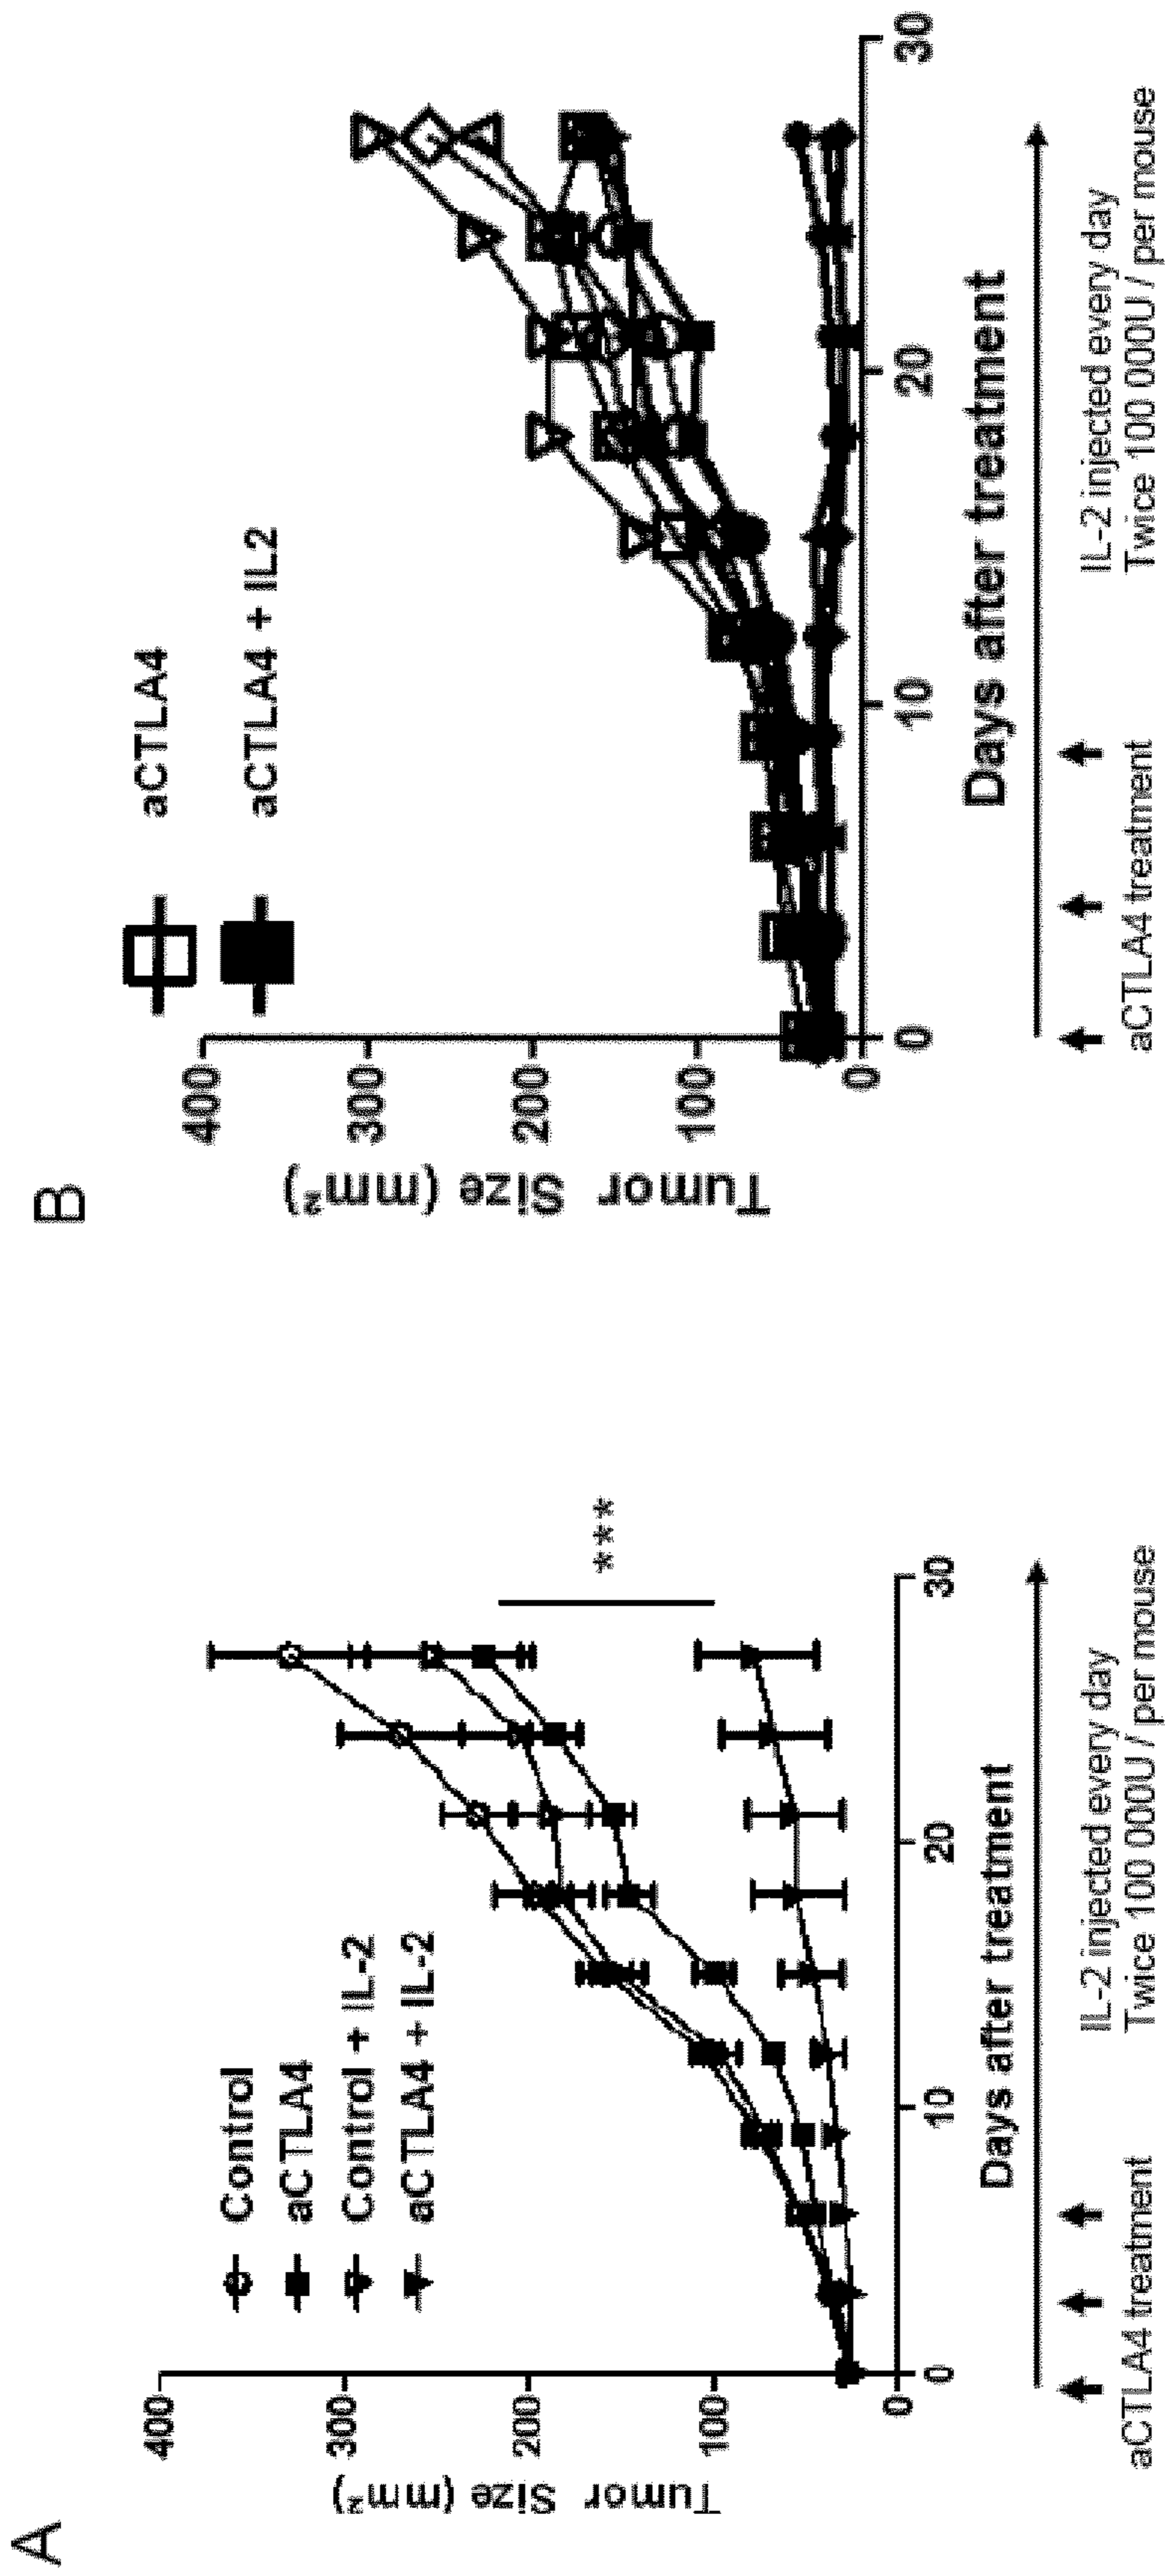 A
Tumor Size (mm²)
400
300
200
100
0
Control
aCTLA4
Control + IL-2
aCTLA4 + IL-2
***
0
10
20
30
Days after treatment
aCTLA4 treatment
IL-2 injected every day
Twice 100 000U / per mouse
B
Tumor Size (mm²)
400
300
200
100
0
aCTLA4
aCTLA4 + IL2
0
10
20
30
Days after treatment
aCTLA4 treatment
IL-2 injected every day
Twice 100 000U / per mouse